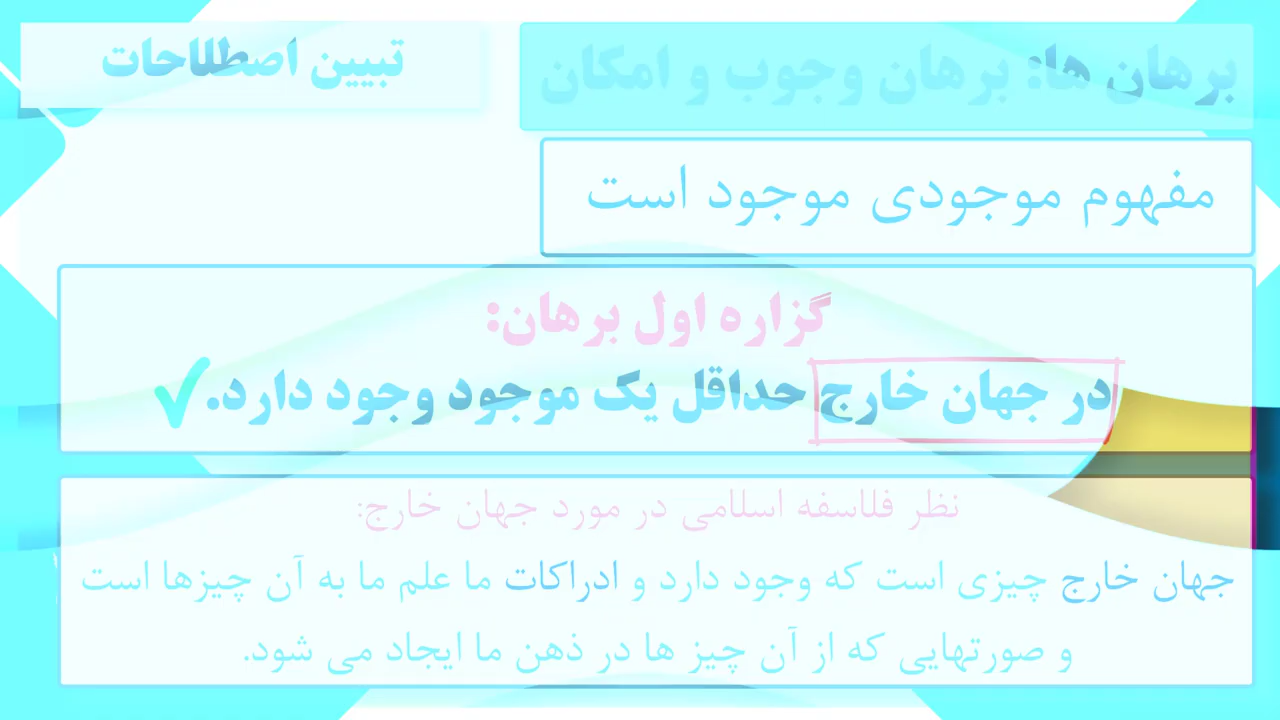 برهان ها: برهان وجوب و امکان
تبیین اصطلاحات
مفهوم موجودی موجود است
گزاره اول برهان:
در جهان خارج حداقل یک موجود وجود دارد.
نظر فلاسفه اسلامی در مورد جهان خارج:
جهان خارج چیزی است که وجود دارد و ادراکات ما علم ما به آن چیزها است
و صورتهایی که از آن چیز ها در ذهن ما ایجاد می شود.